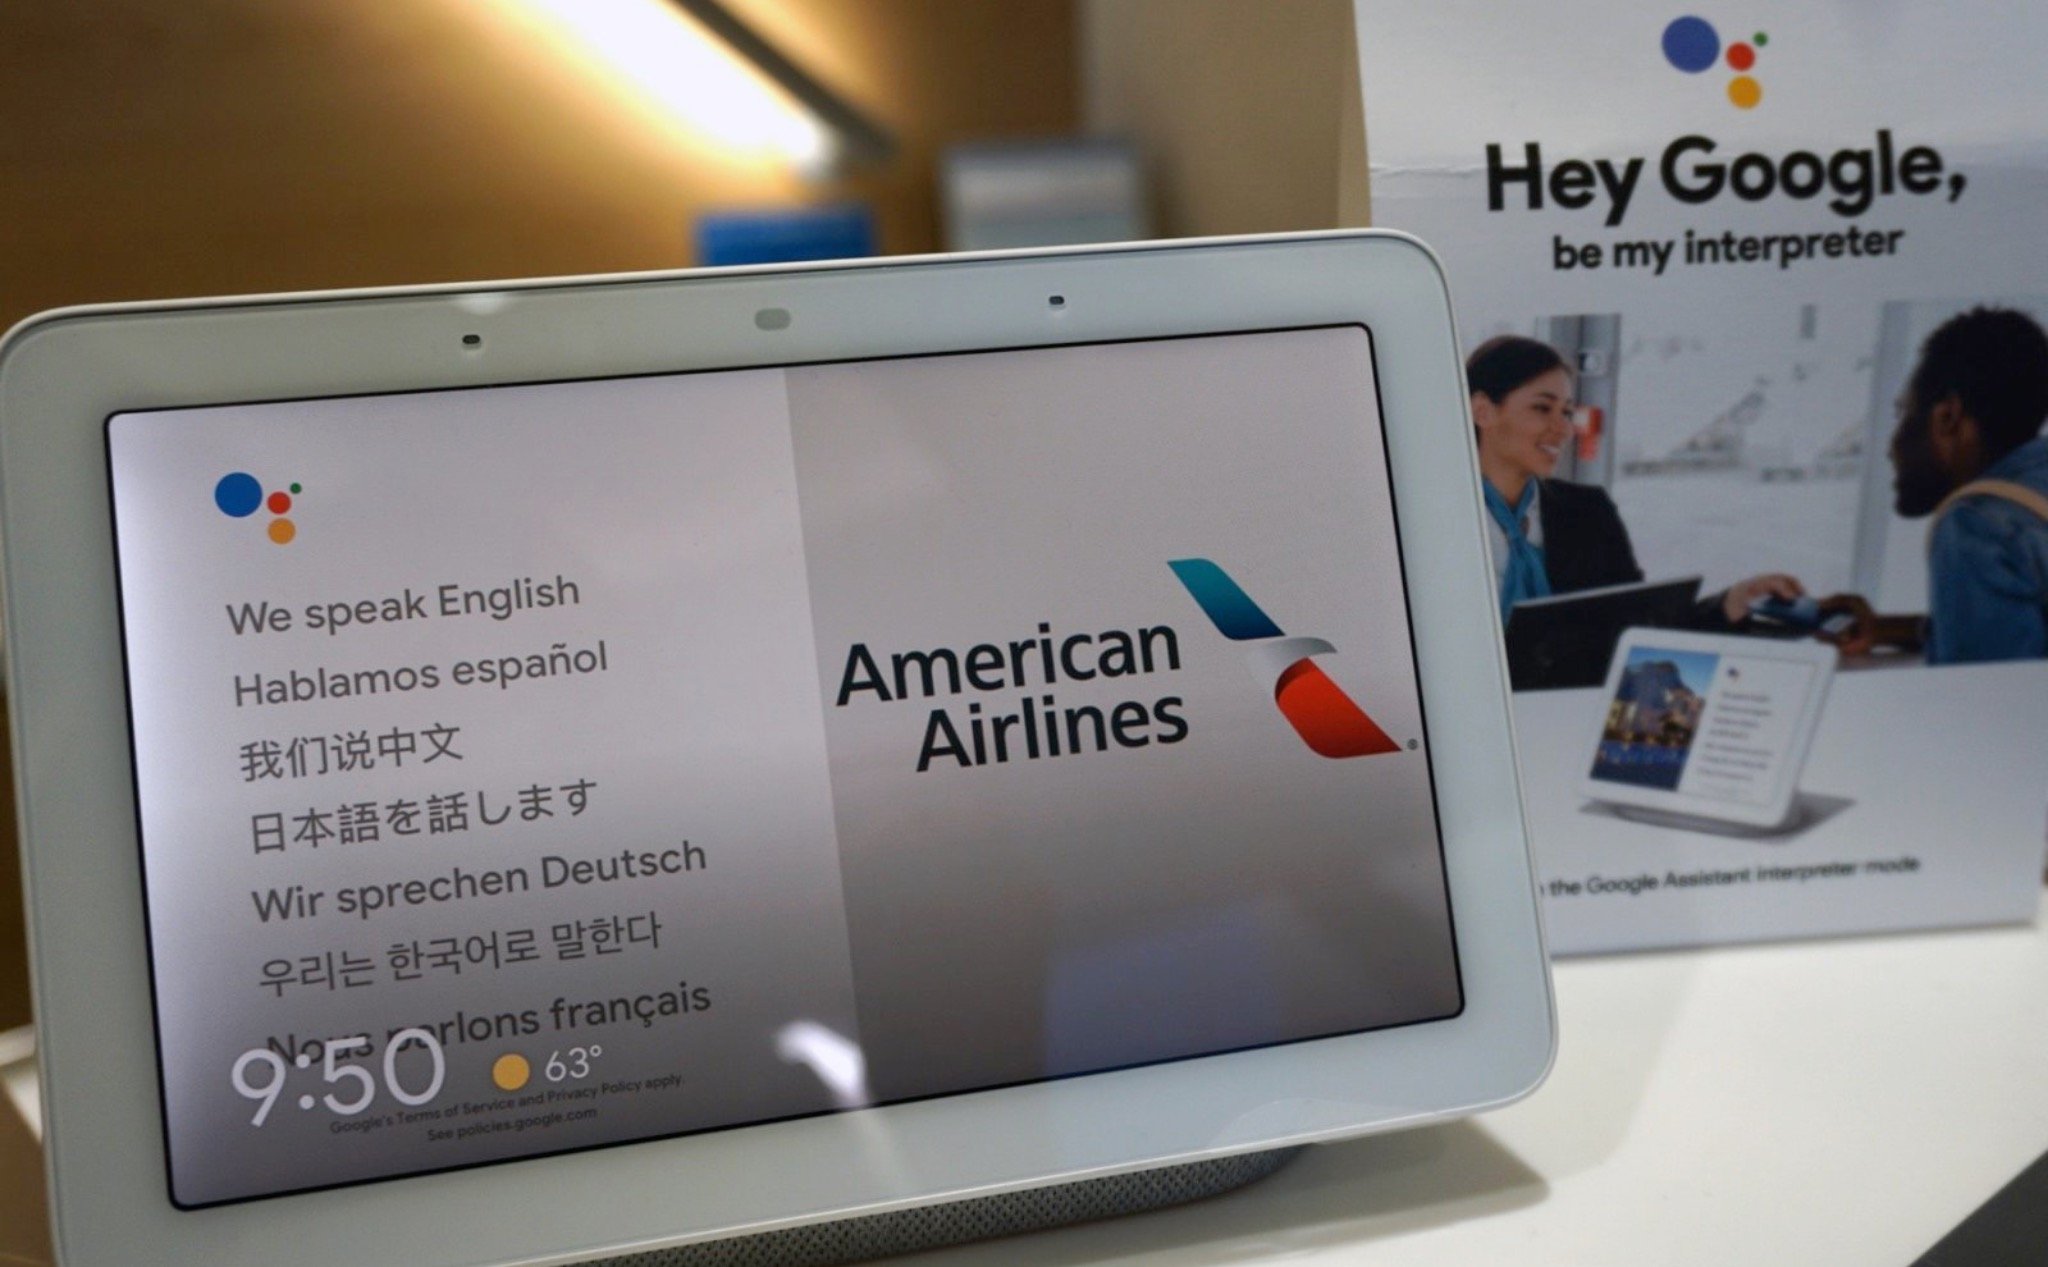 We speak English
Hablamos español
我们说中文
日本語を話します
Wir sprechen Deutsch
우리는 한국어로 말한다
Nous parlons français
9:50 63°
Google's Terms of Service and Privacy Policy apply.
See policies.google.com
American
Airlines
®
Hey Google,
be my interpreter
the Google Assistant interpreter mode